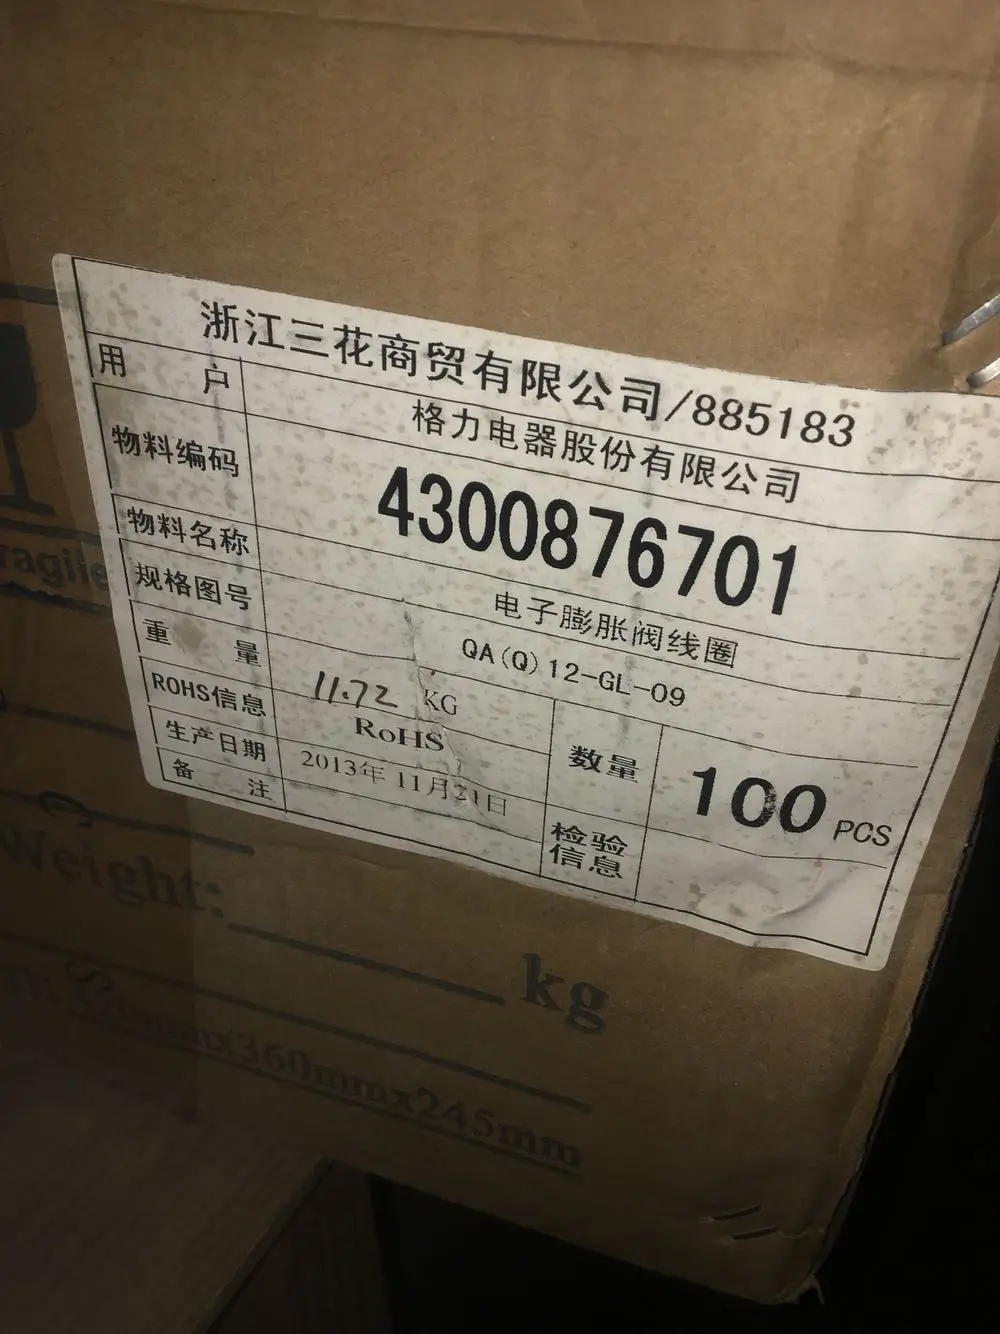 浙江三花商贸有限公司/885183
用户 格力电器股份有限公司
物料编码 4300876701
物料名称 电子膨胀阀线圈
规格图号 QA(Q)12-GL-09
重量 11.72 KG
数量 100 PCS
ROHS信息 RoHS
生产日期 2013年11月21日
检验信息
备注
ragile
Weight: kg
mmx360mmx245mm